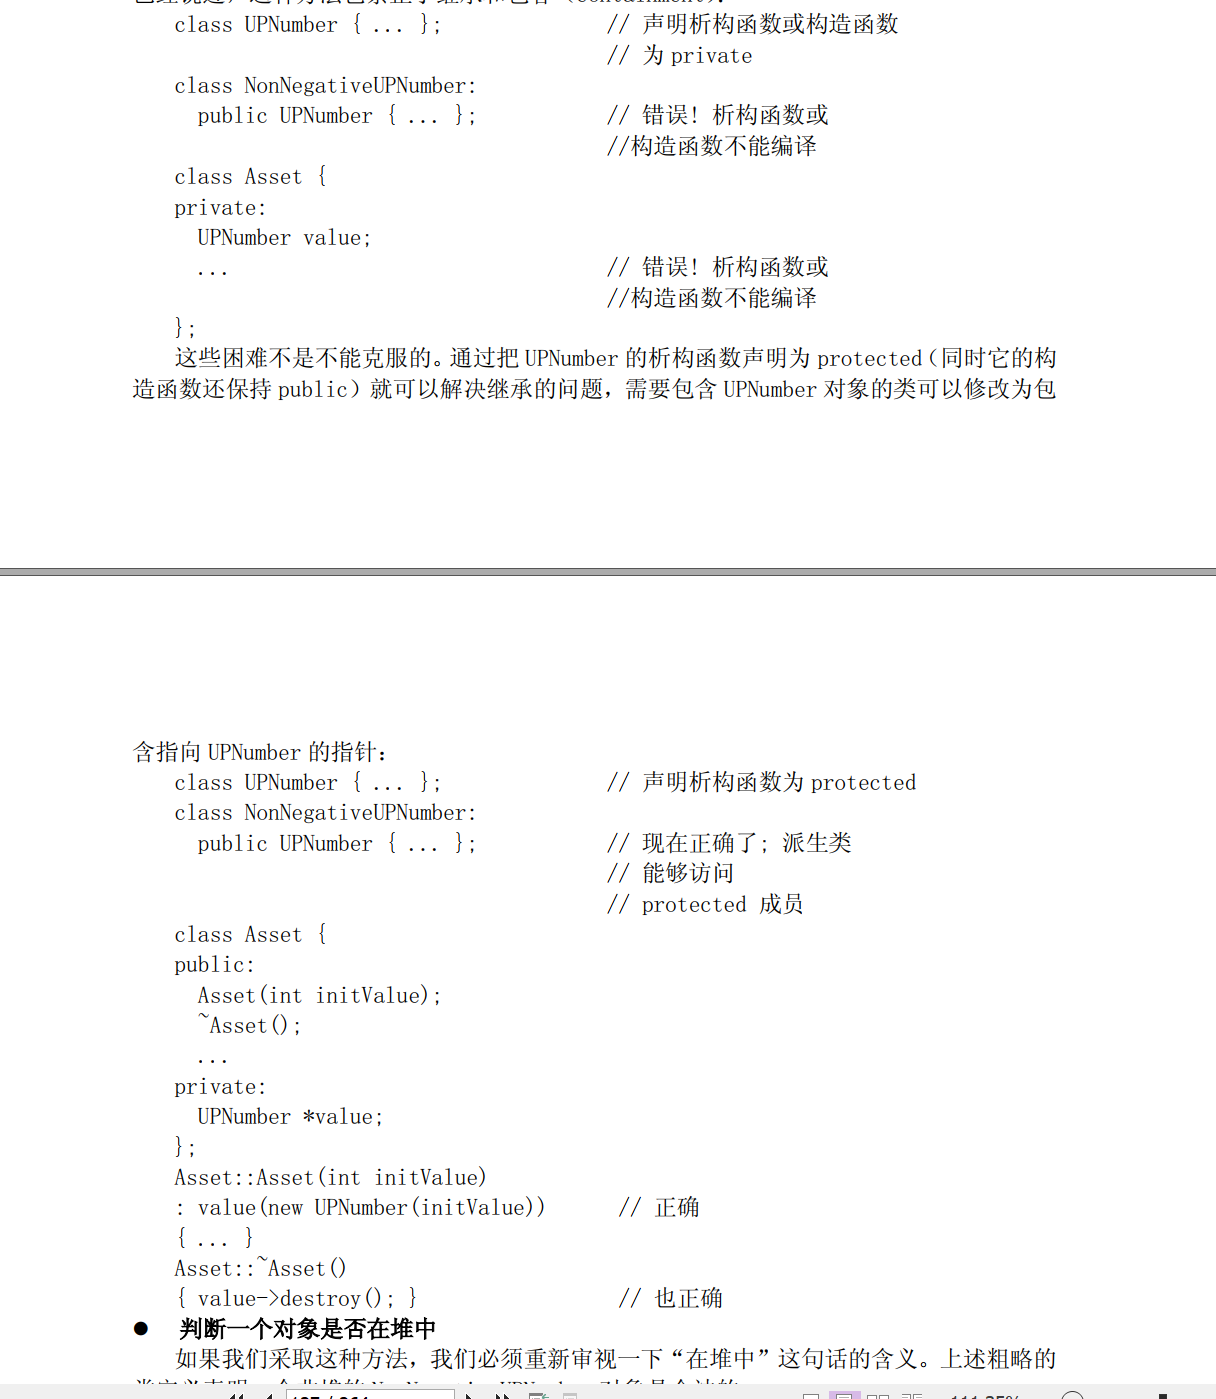 class UPNumber { ... };    // 声明析构函数或构造函数
// 为 private
class NonNegativeUPNumber:
public UPNumber { ... };    // 错误! 析构函数或
//构造函数不能编译
class Asset {
private:
UPNumber value;
...    // 错误! 析构函数或
//构造函数不能编译
};
这些困难不是不能克服的。通过把 UPNumber 的析构函数声明为 protected（同时它的构
造函数还保持 public）就可以解决继承的问题，需要包含 UPNumber 对象的类可以修改为包
含指向 UPNumber 的指针：
class UPNumber { ... };    // 声明析构函数为 protected
class NonNegativeUPNumber:
public UPNumber { ... };    // 现在正确了; 派生类
// 能够访问
// protected 成员
class Asset {
public:
Asset(int initValue);
~Asset();
...
private:
UPNumber *value;
};
Asset::Asset(int initValue)
: value(new UPNumber(initValue))    // 正确
{ ... }
Asset::~Asset()
{ value->destroy(); }    // 也正确
● 判断一个对象是否在堆中
如果我们采取这种方法，我们必须重新审视一下“在堆中”这句话的含义。上述粗略的